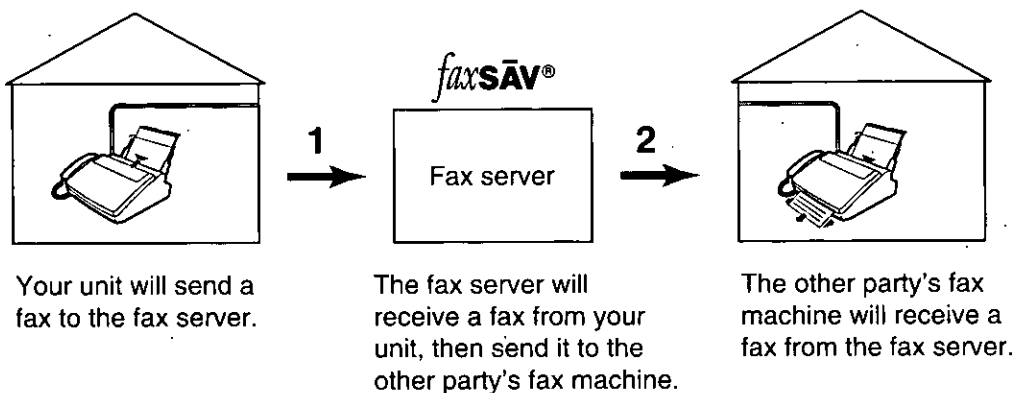 faxSĀV®
1
Fax server
2
Your unit will send a
fax to the fax server.
The fax server will
receive a fax from your
unit, then send it to the
other party's fax machine.
The other party's fax
machine will receive a
fax from the fax server.